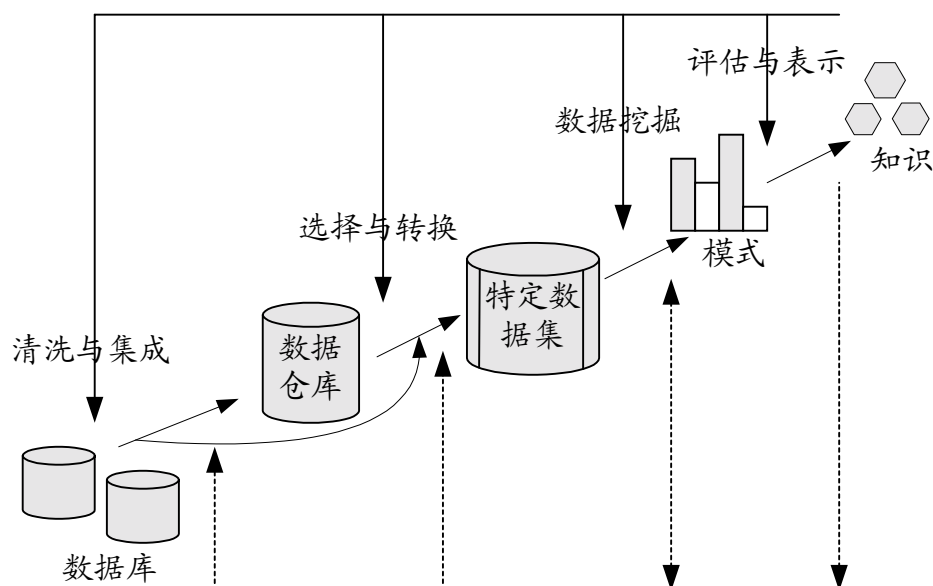 评估与表示
数据挖掘
知识
选择与转换
模式
特定数
据集
清洗与集成
数据
仓库
数据库